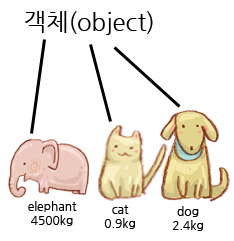 객체(object)
elephant
4500kg
cat
0.9kg
dog
2.4kg